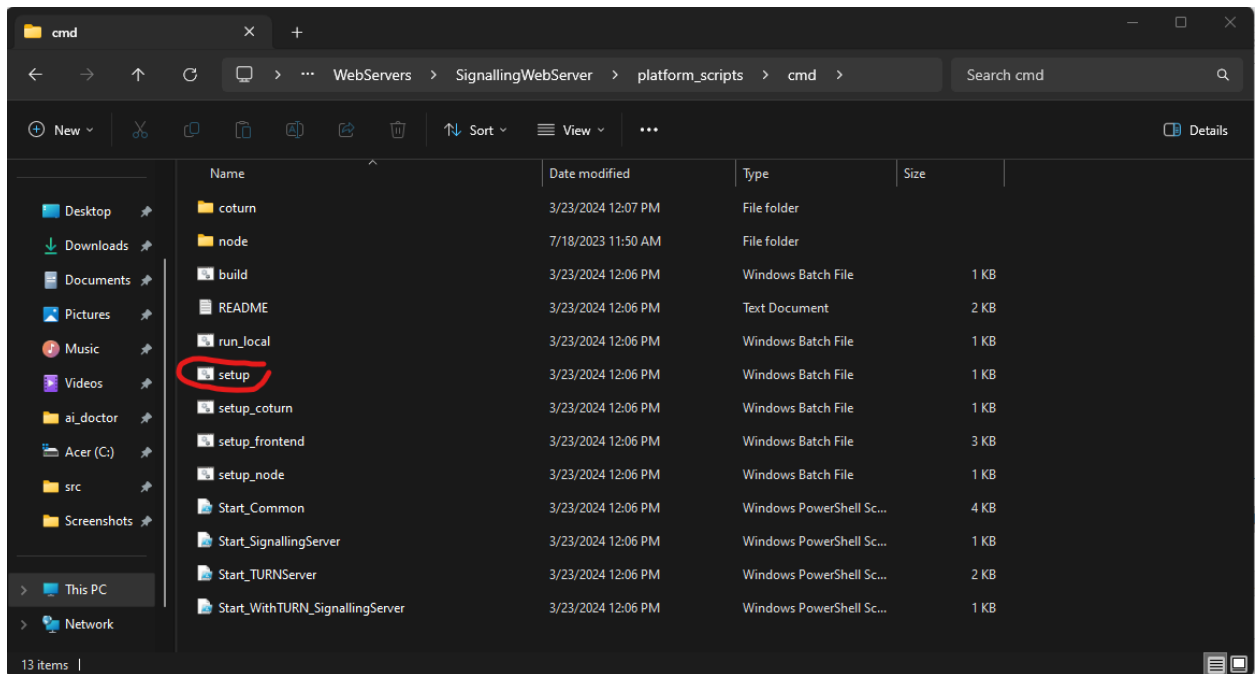 cmd
WebServers > SignallingWebServer > platform_scripts > cmd >
Search cmd
New
Sort
View
Details
Name Date modified Type Size
Desktop
Downloads
Documents
Pictures
Music
Videos
ai_doctor
Acer (C:)
src
Screenshots
This PC
Network
coturn 3/23/2024 12:07 PM File folder
node 7/18/2023 11:50 AM File folder
build 3/23/2024 12:06 PM Windows Batch File 1 KB
README 3/23/2024 12:06 PM Text Document 2 KB
run_local 3/23/2024 12:06 PM Windows Batch File 1 KB
setup 3/23/2024 12:06 PM Windows Batch File 1 KB
setup_coturn 3/23/2024 12:06 PM Windows Batch File 1 KB
setup_frontend 3/23/2024 12:06 PM Windows Batch File 3 KB
setup_node 3/23/2024 12:06 PM Windows Batch File 1 KB
Start_Common 3/23/2024 12:06 PM Windows PowerShell Sc... 4 KB
Start_SignallingServer 3/23/2024 12:06 PM Windows PowerShell Sc... 1 KB
Start_TURNServer 3/23/2024 12:06 PM Windows PowerShell Sc... 2 KB
Start_WithTURN_SignallingServer 3/23/2024 12:06 PM Windows PowerShell Sc... 1 KB
13 items